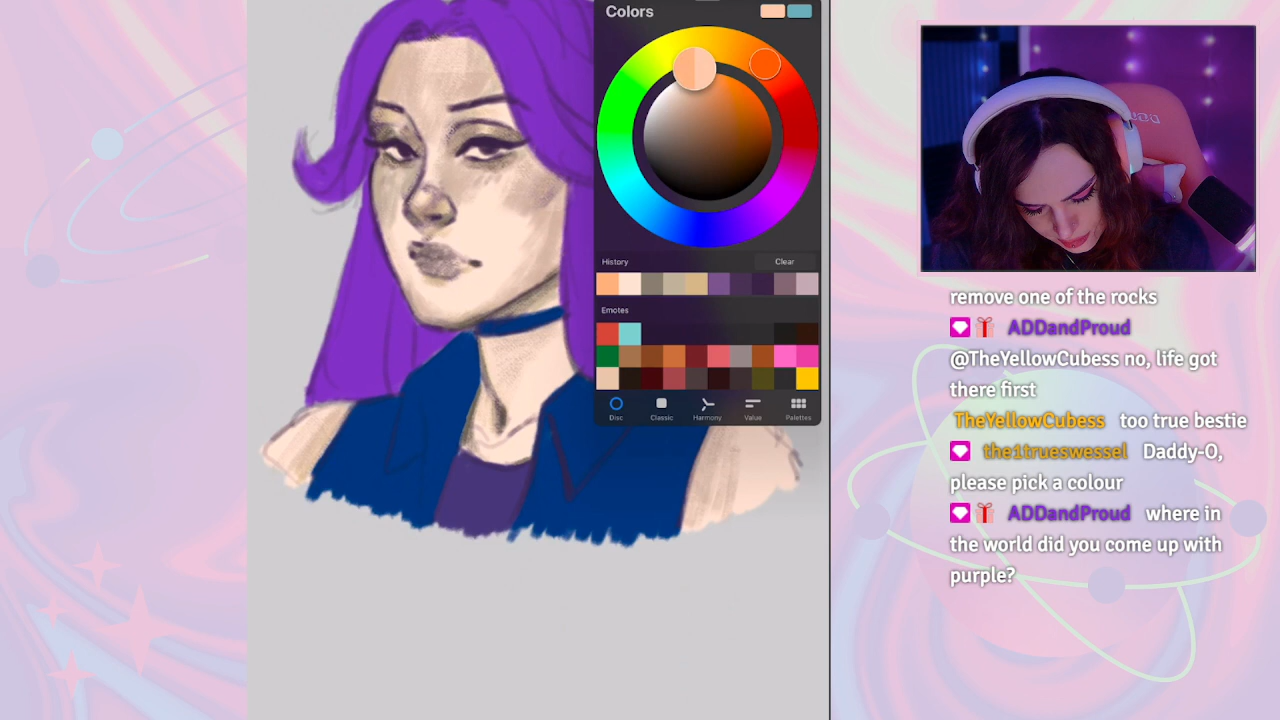 Colors
History
Clear
Emotes
Disc
Classic
Harmony
Value
Palettes
remove one of the rocks
ADDandProud
@TheYellowCubess no, life got
there first
TheYellowCubess too true bestie
the1trueswessel Daddy-O,
please pick a colour
ADDandProud where in
the world did you come up with
purple?